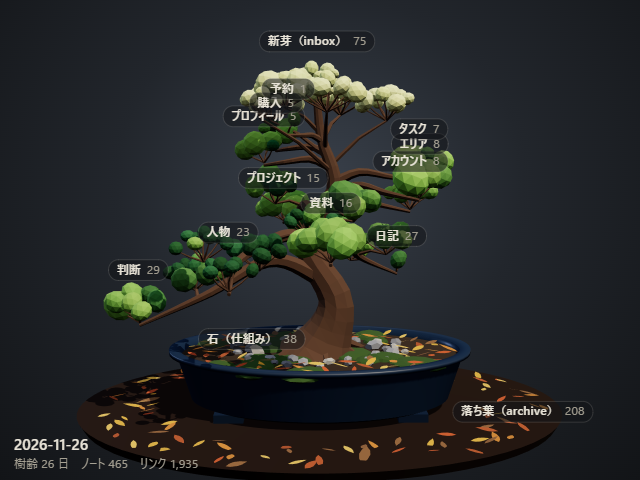 新芽（inbox） 75
予約 1
購入 5
プロフィール 5
タスク 7
エリア 8
アカウント 8
プロジェクト 15
資料 16
人物 23
日記 27
判断 29
石（仕組み） 38
落ち葉（archive） 208
2026-11-26
樹齢 26 日 ノート 465 リンク 1,935